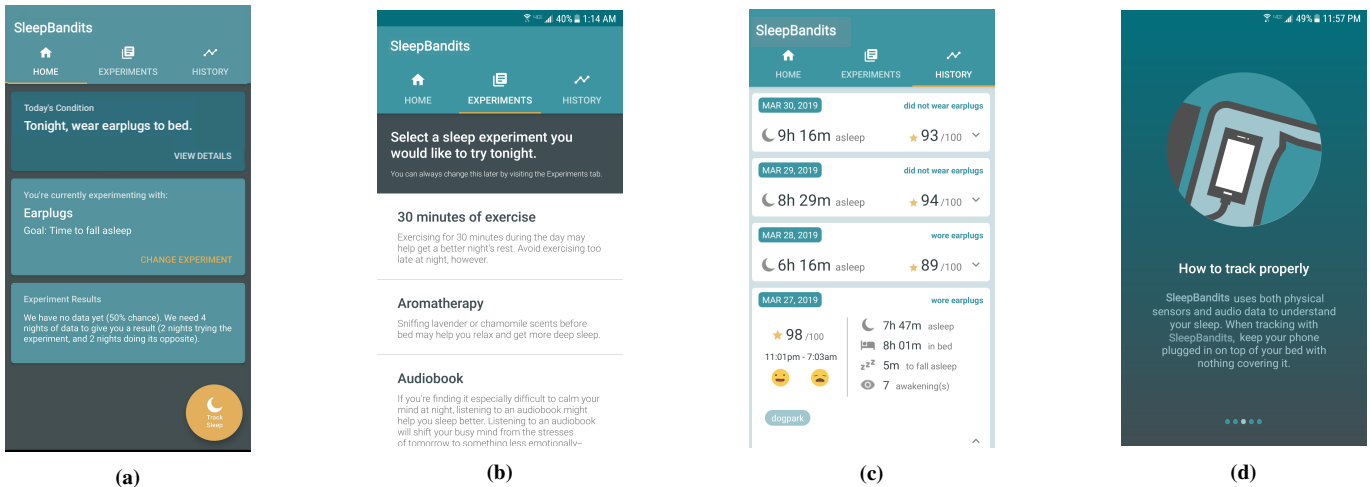 SleepBandits
HOME EXPERIMENTS HISTORY
Today's Condition
Tonight, wear earplugs to bed.
VIEW DETAILS
You're currently experimenting with:
Earplugs
Goal: Time to fall asleep
CHANGE EXPERIMENT
Experiment Results
We have no data yet (50% chance). We need 4
nights of data to give you a result (2 nights trying the
experiment, and 2 nights doing its opposite).
Track
Sleep
(a)
40% 1:14 AM
SleepBandits
HOME EXPERIMENTS HISTORY
Select a sleep experiment you
would like to try tonight.
You can always change this later by visiting the Experiments tab.
30 minutes of exercise
Exercising for 30 minutes during the day may
help get a better night's rest. Avoid exercising too
late at night, however.
Aromatherapy
Sniffing lavender or chamomile scents before
bed may help you relax and get more deep sleep.
Audiobook
If you're finding it especially difficult to calm your
mind at night, listening to an audiobook might
help you sleep better. Listening to an audiobook
will shift your busy mind from the stresses
of tomorrow to something less emotionally–
(b)
SleepBandits
HOME EXPERIMENTS HISTORY
MAR 30, 2019 did not wear earplugs
9h 16m asleep 93/100
MAR 29, 2019 did not wear earplugs
8h 29m asleep 94/100
MAR 28, 2019 wore earplugs
6h 16m asleep 89/100
MAR 27, 2019 wore earplugs
98/100
11:01pm - 7:03am
7h 47m asleep
8h 01m in bed
zzz 5m to fall asleep
7 awakening(s)
dogpark
(c)
49% 11:57 PM
How to track properly
SleepBandits uses both physical
sensors and audio data to understand
your sleep. When tracking with
SleepBandits, keep your phone
plugged in on top of your bed with
nothing covering it.
(d)